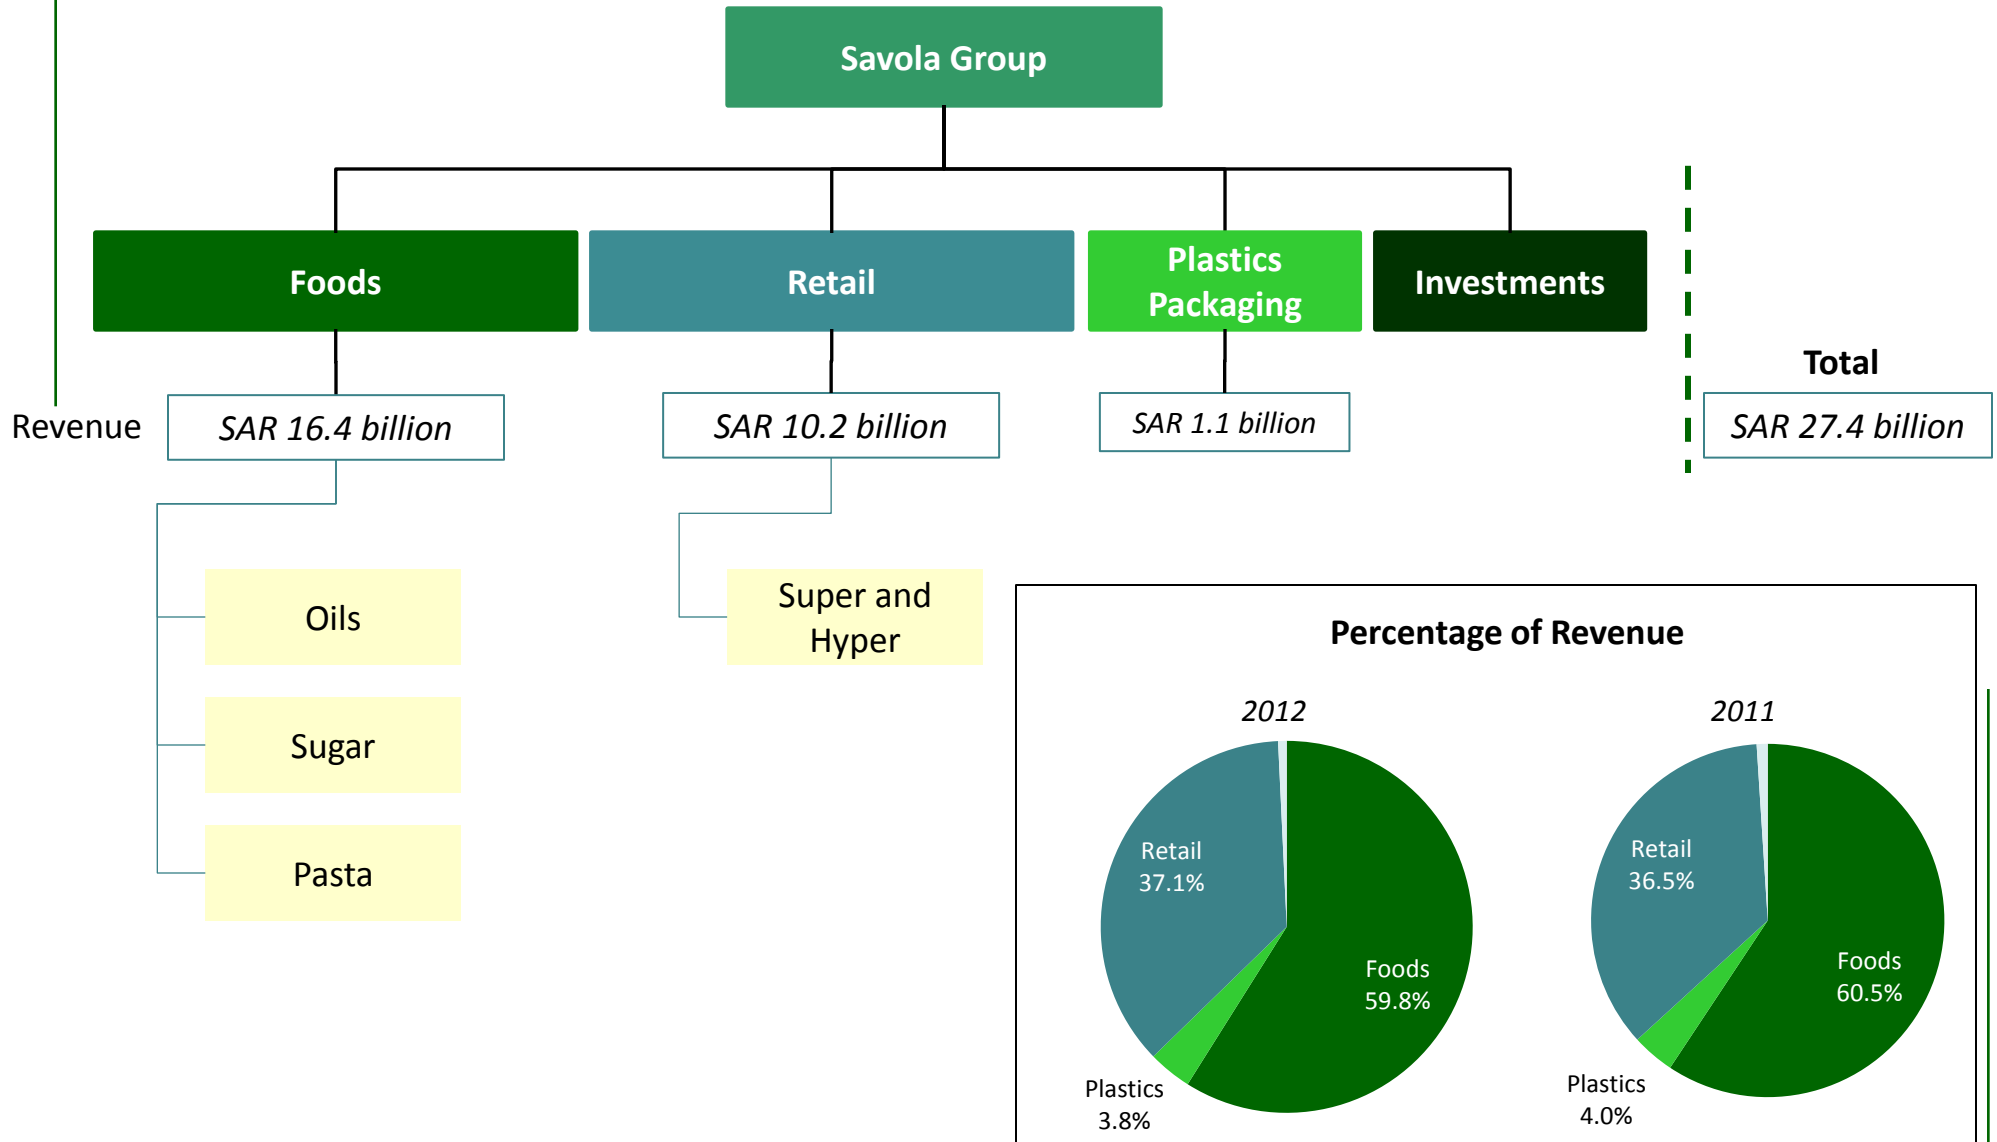 Savola Group
Foods
Retail
Plastics
Packaging
Investments
Total
Revenue
SAR 16.4 billion
SAR 10.2 billion
SAR 1.1 billion
SAR 27.4 billion
Oils
Sugar
Pasta
Super and
Hyper
Percentage of Revenue
2012
Retail
37.1%
Foods
59.8%
Plastics
3.8%
2011
Retail
36.5%
Foods
60.5%
Plastics
4.0%